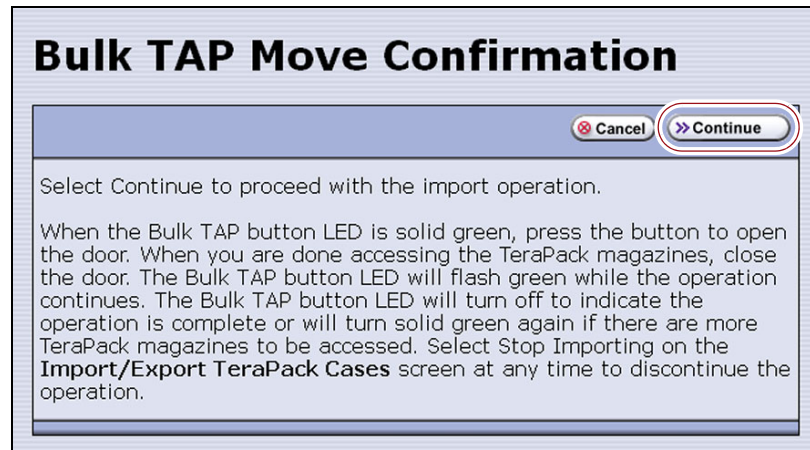 Bulk TAP Move Confirmation
Cancel
Continue
Select Continue to proceed with the import operation.
When the Bulk TAP button LED is solid green, press the button to open
the door. When you are done accessing the TeraPack magazines, close
the door. The Bulk TAP button LED will flash green while the operation
continues. The Bulk TAP button LED will turn off to indicate the
operation is complete or will turn solid green again if there are more
TeraPack magazines to be accessed. Select Stop Importing on the
Import/Export TeraPack Cases screen at any time to discontinue the
operation.